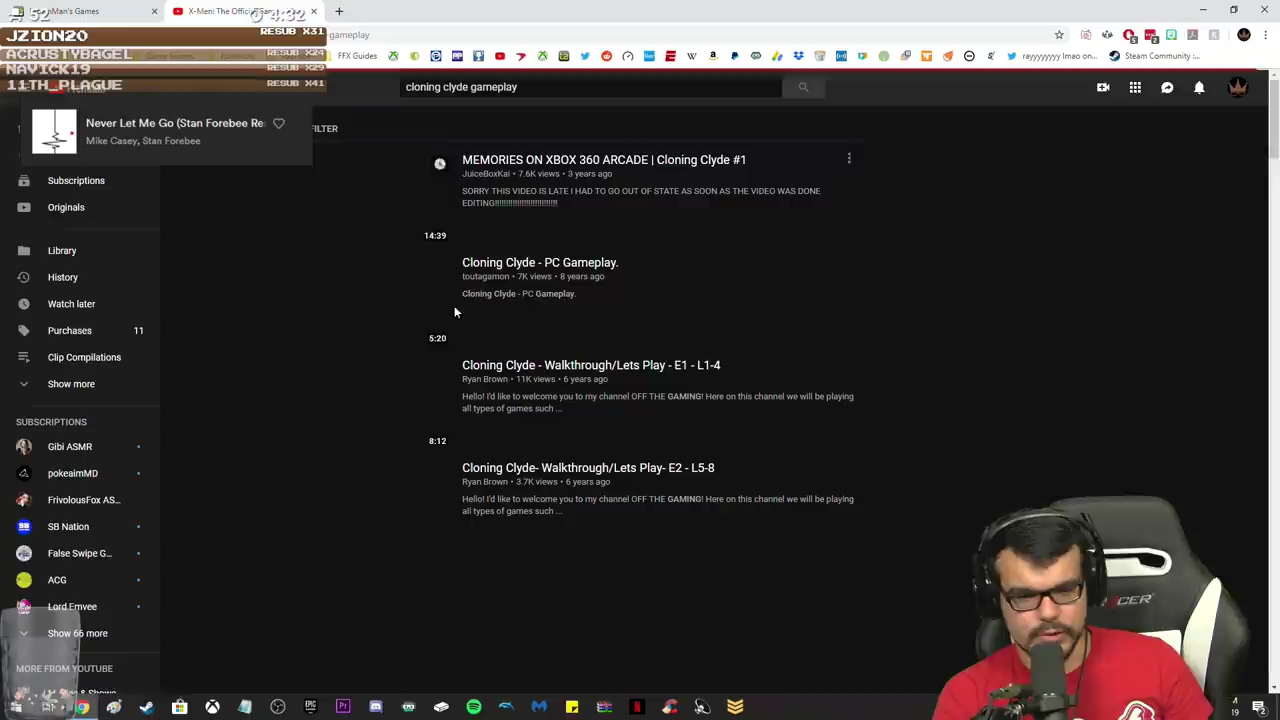 52
4:32
Man's Games
X-Men: The Official Gam
JZION20 RESUB X31
ACRUSTYBAGEL RESUB X24
NAVICK19 RESUB X29
11TH_PLAGUE RESUB X41
gameplay
FFX Guides
rayyyyyyy lmao on...
Steam Community :...
cloning clyde gameplay
Never Let Me Go (Stan Forebee Re
Mike Casey, Stan Forebee
FILTER
Subscriptions
Originals
Library
History
Watch later
Purchases 11
Clip Compilations
Show more
SUBSCRIPTIONS
Gibi ASMR
pokeaimMD
FrivolousFox AS...
SB Nation
False Swipe G...
ACG
Lord Emvee
Show 66 more
MORE FROM YOUTUBE
MEMORIES ON XBOX 360 ARCADE | Cloning Clyde #1
JuiceBoxKai • 7.6K views • 3 years ago
SORRY THIS VIDEO IS LATE I HAD TO GO OUT OF STATE AS SOON AS THE VIDEO WAS DONE
EDITING!!!!!!!!!!!!!!!!!!!!!!!!!!!!
14:39
Cloning Clyde - PC Gameplay.
toutagamon • 7K views • 8 years ago
Cloning Clyde - PC Gameplay.
5:20
Cloning Clyde - Walkthrough/Lets Play - E1 - L1-4
Ryan Brown • 11K views • 6 years ago
Hello! I'd like to welcome you to my channel OFF THE GAMING! Here on this channel we will be playing
all types of games such ...
8:12
Cloning Clyde- Walkthrough/Lets Play- E2 - L5-8
Ryan Brown • 3.7K views • 6 years ago
Hello! I'd like to welcome you to my channel OFF THE GAMING! Here on this channel we will be playing
all types of games such ...